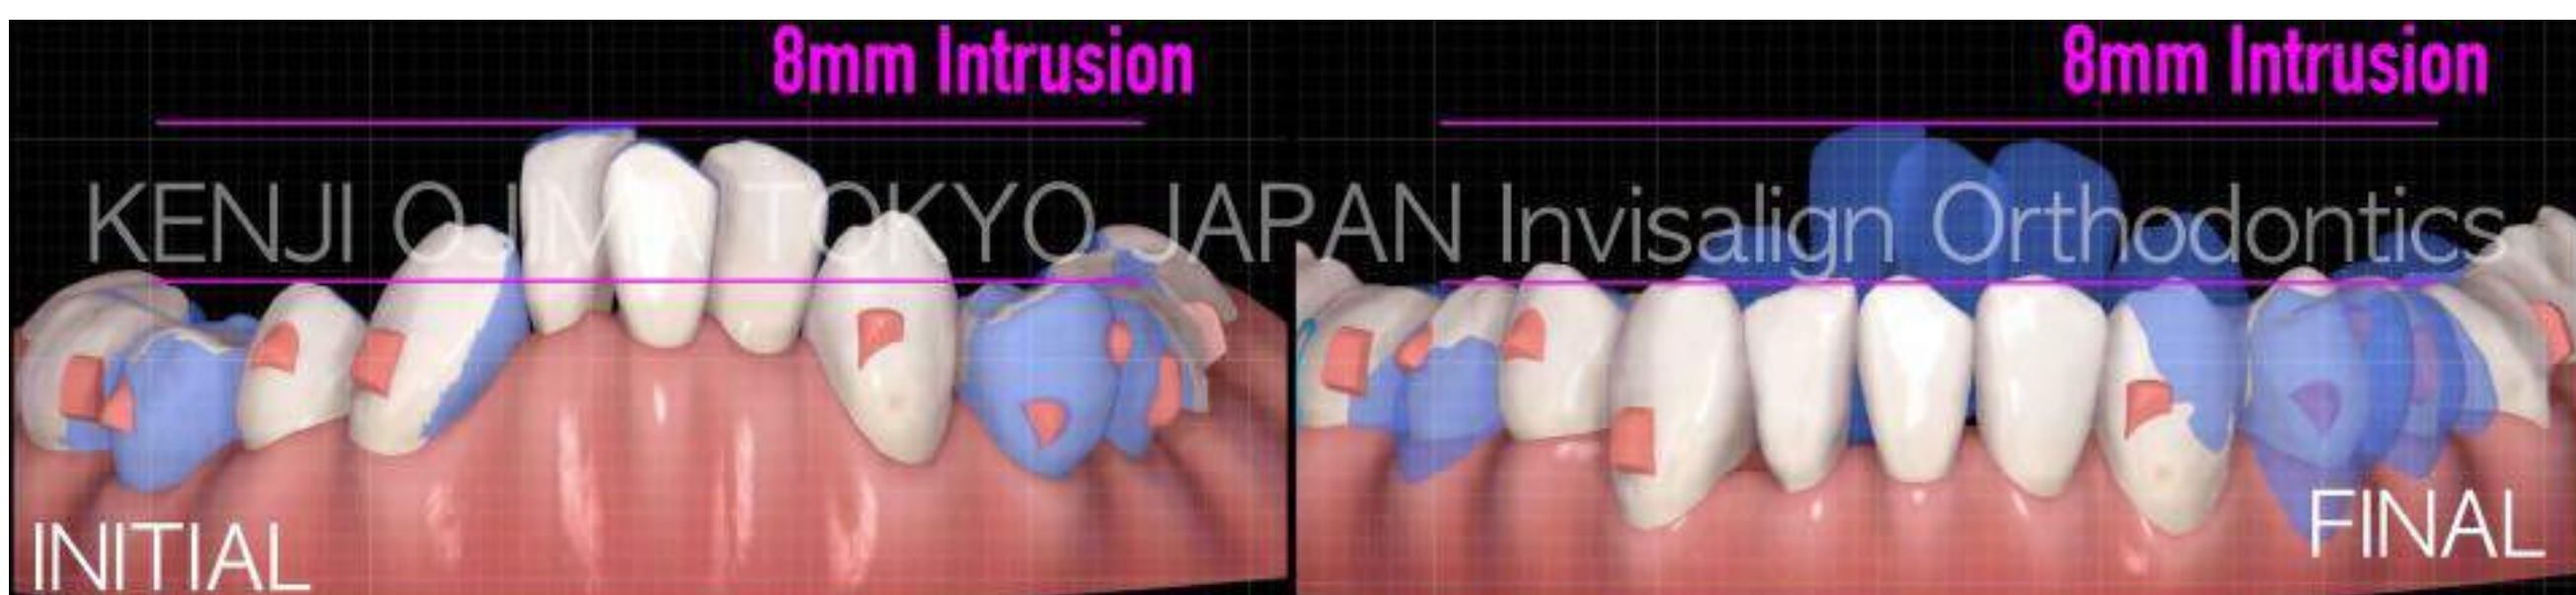 8mm Intrusion
8mm Intrusion
KENJI OJIMA TOKYO JAPAN Invisalign Orthodontics
INITIAL
FINAL